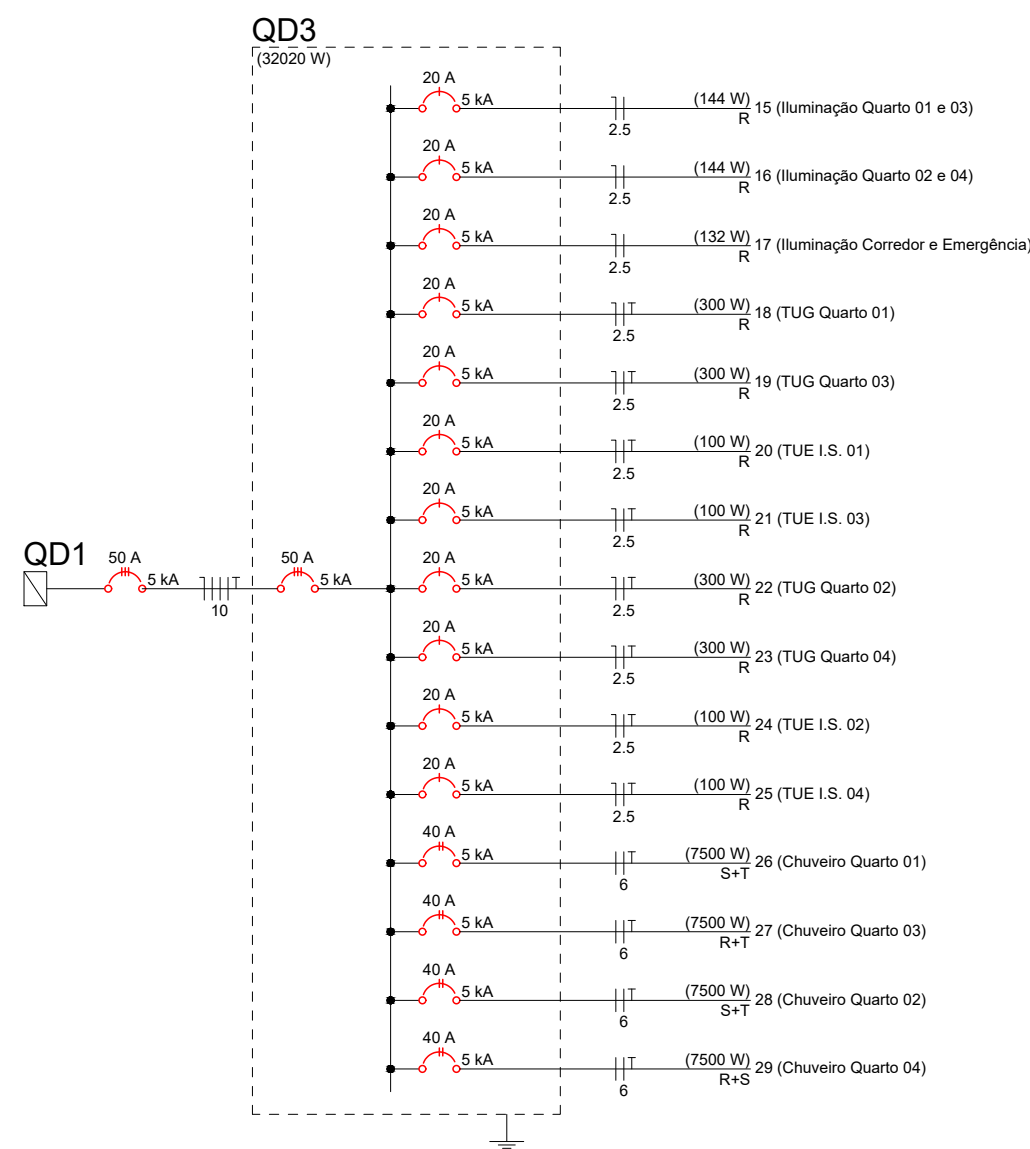 QD3
(32020 W)
20 A
5 kA
2.5
(144 W)
R
15 (Iluminação Quarto 01 e 03)
20 A
5 kA
2.5
(144 W)
R
16 (Iluminação Quarto 02 e 04)
20 A
5 kA
2.5
(132 W)
R
17 (Iluminação Corredor e Emergência)
20 A
5 kA
T
2.5
(300 W)
R
18 (TUG Quarto 01)
20 A
5 kA
T
2.5
(300 W)
R
19 (TUG Quarto 03)
20 A
5 kA
T
2.5
(100 W)
R
20 (TUE I.S. 01)
20 A
5 kA
T
2.5
(100 W)
R
21 (TUE I.S. 03)
QD1
50 A
5 kA
T
10
50 A
5 kA
20 A
5 kA
T
2.5
(300 W)
R
22 (TUG Quarto 02)
20 A
5 kA
T
2.5
(300 W)
R
23 (TUG Quarto 04)
20 A
5 kA
T
2.5
(100 W)
R
24 (TUE I.S. 02)
20 A
5 kA
T
2.5
(100 W)
R
25 (TUE I.S. 04)
40 A
5 kA
T
6
(7500 W)
S+T
26 (Chuveiro Quarto 01)
40 A
5 kA
T
6
(7500 W)
R+T
27 (Chuveiro Quarto 03)
40 A
5 kA
T
6
(7500 W)
S+T
28 (Chuveiro Quarto 02)
40 A
5 kA
T
6
(7500 W)
R+S
29 (Chuveiro Quarto 04)